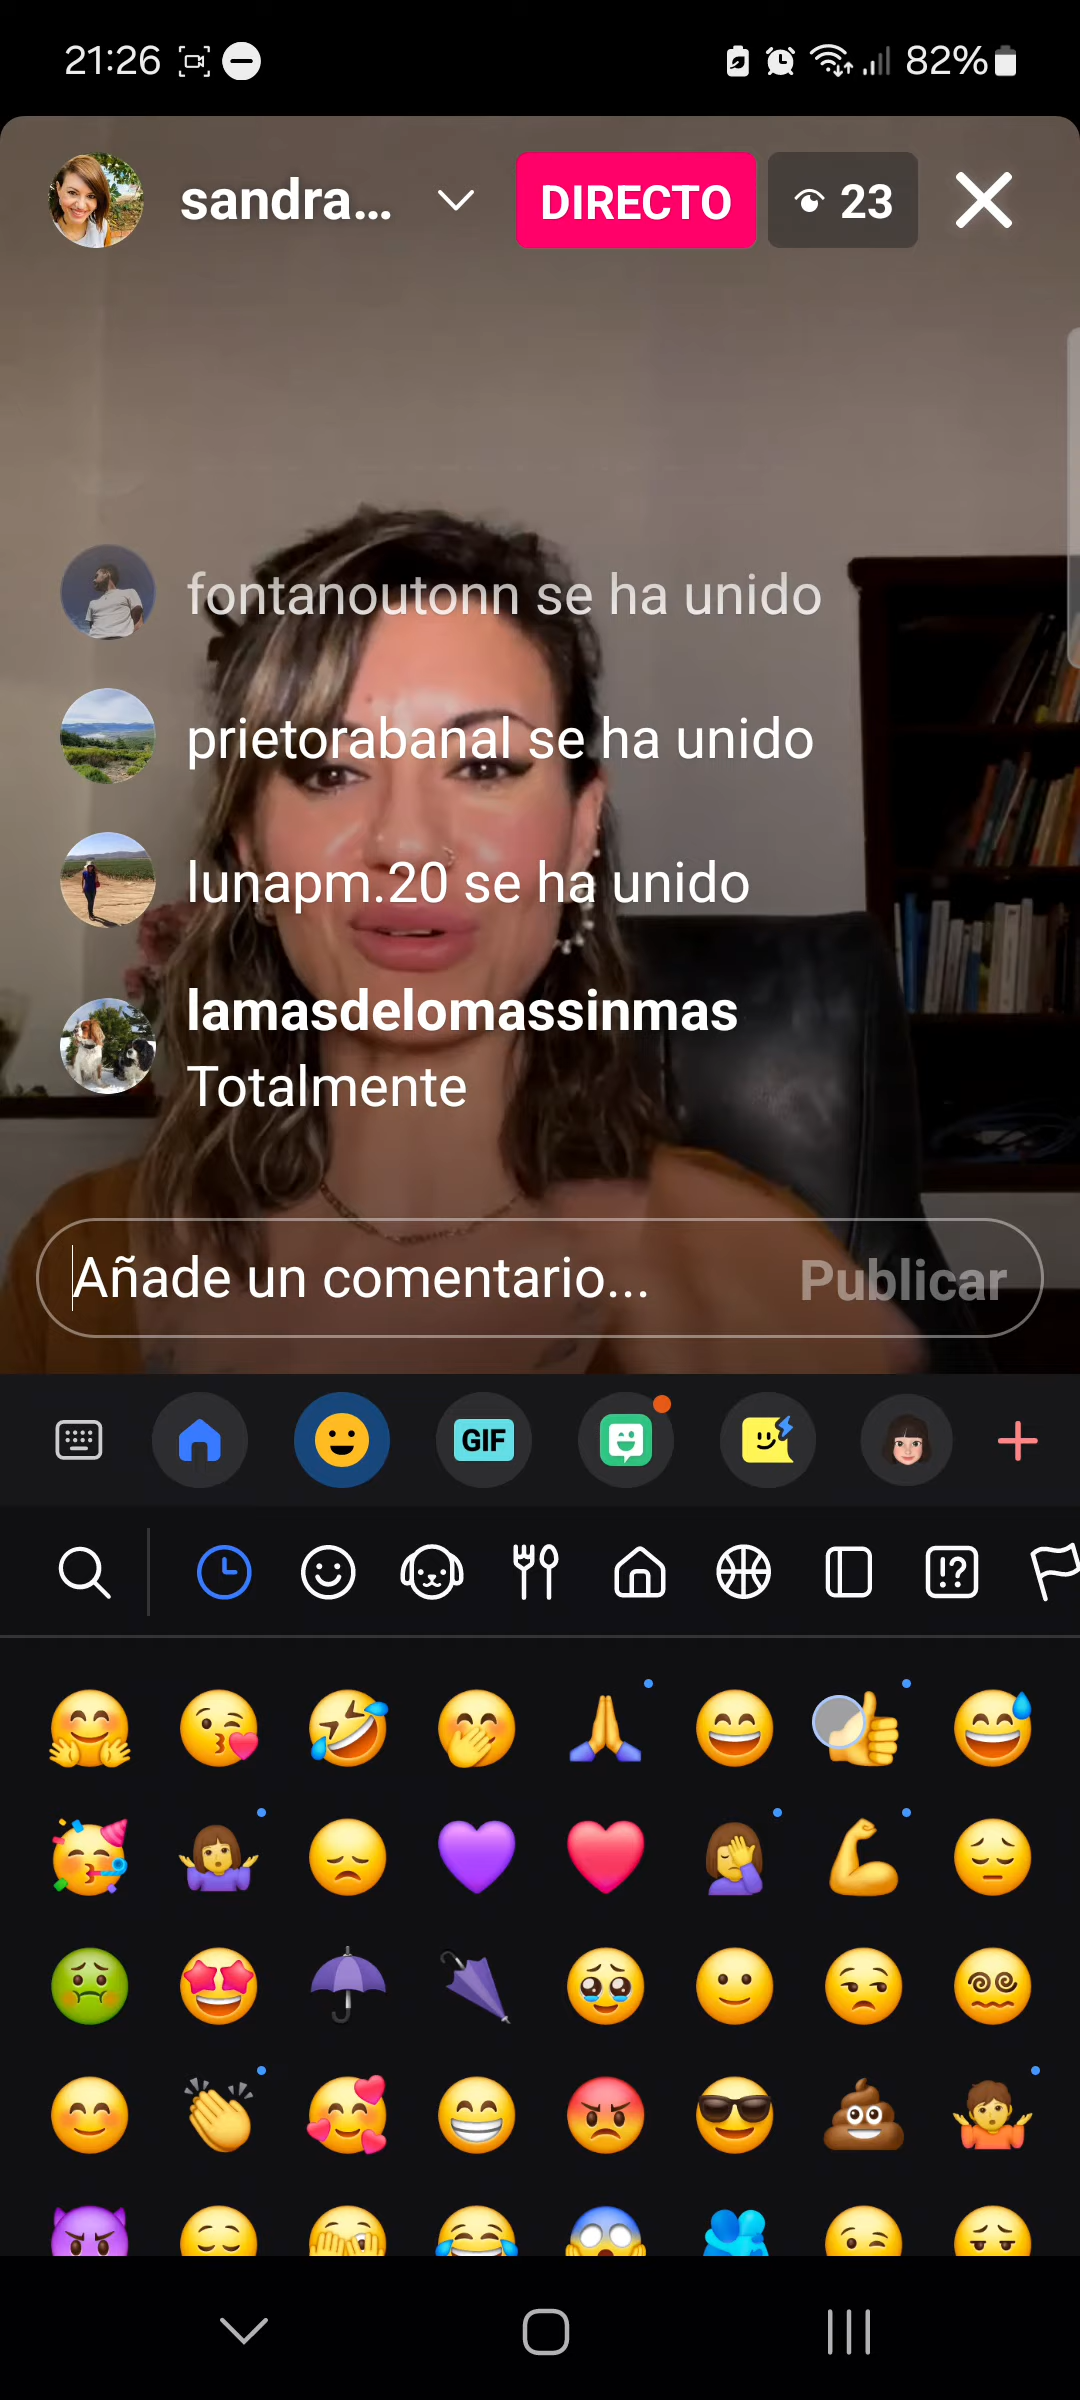 21:26
82%
sandra...
DIRECTO
23
fontanoutonn se ha unido
prietorabanal se ha unido
lunapm.20 se ha unido
lamasdelomassinmas
Totalmente
Añade un comentario...
Publicar
GIF
!?